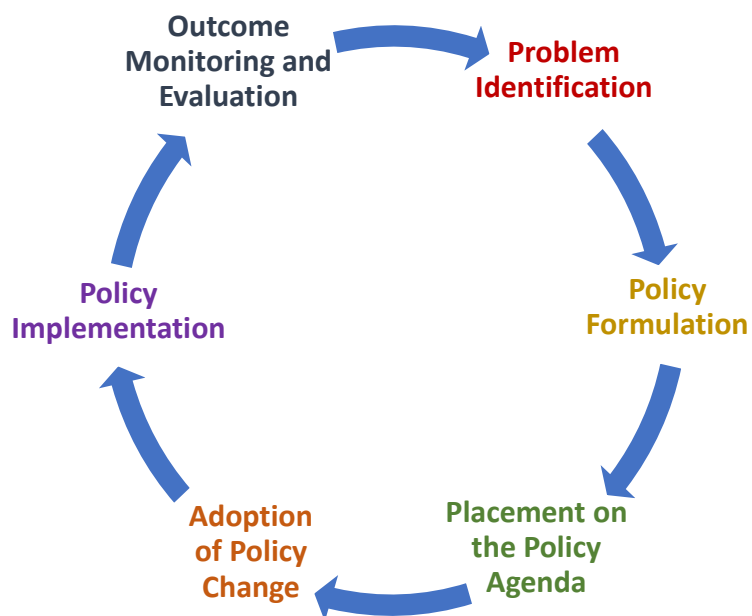 Outcome
Monitoring and
Evaluation
Problem
Identification
Policy
Formulation
Placement on
the Policy
Agenda
Adoption
of Policy
Change
Policy
Implementation